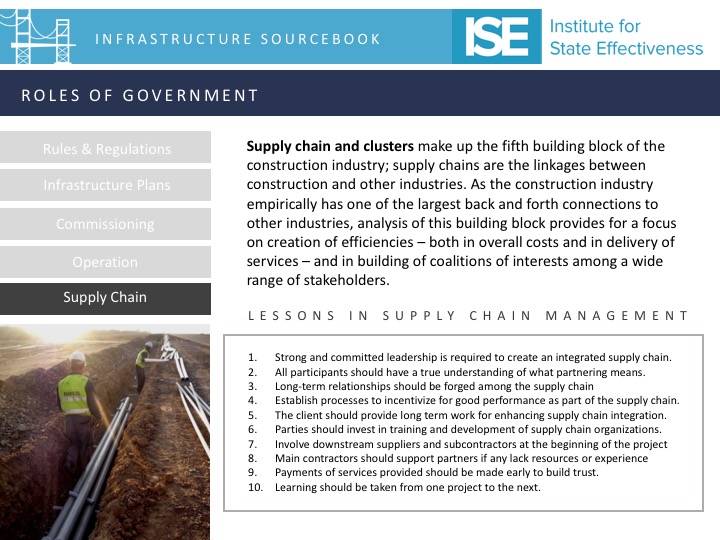 INFRASTRUCTURE SOURCEBOOK
ISE
Institute for
State Effectiveness
ROLES OF GOVERNMENT
Rules & Regulations
Infrastructure Plans
Commissioning
Operation
Supply Chain
Supply chain and clusters make up the fifth building block of the
construction industry; supply chains are the linkages between
construction and other industries. As the construction industry
empirically has one of the largest back and forth connections to
other industries, analysis of this building block provides for a focus
on creation of efficiencies – both in overall costs and in delivery of
services – and in building of coalitions of interests among a wide
range of stakeholders.
LESSONS IN SUPPLY CHAIN MANAGEMENT
1. Strong and committed leadership is required to create an integrated supply chain.
2. All participants should have a true understanding of what partnering means.
3. Long-term relationships should be forged among the supply chain
4. Establish processes to incentivize for good performance as part of the supply chain.
5. The client should provide long term work for enhancing supply chain integration.
6. Parties should invest in training and development of supply chain organizations.
7. Involve downstream suppliers and subcontractors at the beginning of the project
8. Main contractors should support partners if any lack resources or experience
9. Payments of services provided should be made early to build trust.
10. Learning should be taken from one project to the next.